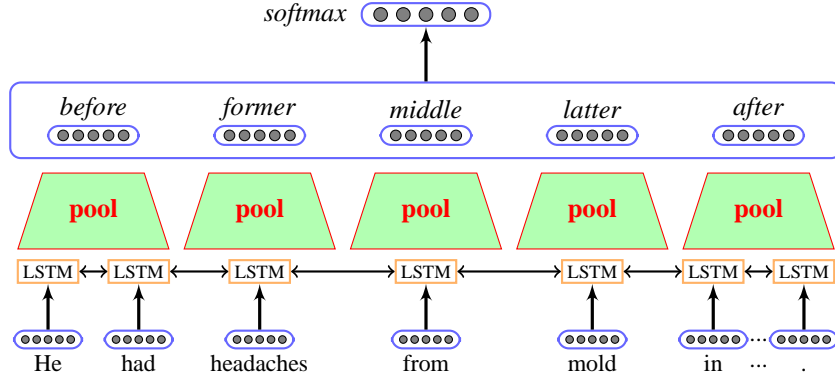 softmax
before former middle latter after
pool pool pool pool pool
LSTM LSTM LSTM LSTM LSTM LSTM LSTM
He had headaches from mold in ... .